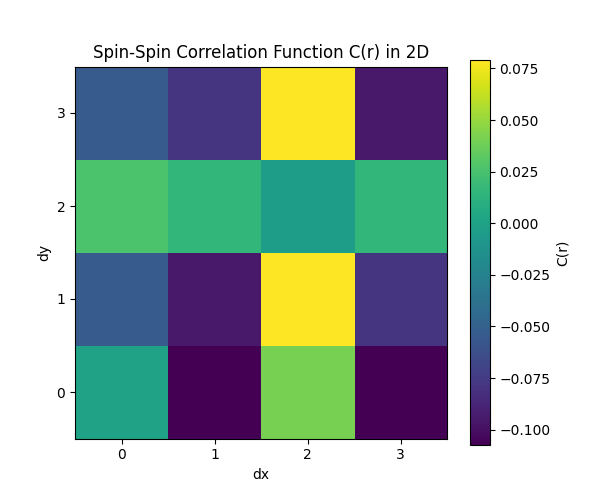 Spin-Spin Correlation Function C(r) in 2D
3
2
1
0
dy
0 1 2 3
dx
0.075
0.050
0.025
0.000
−0.025
−0.050
−0.075
−0.100
C(r)